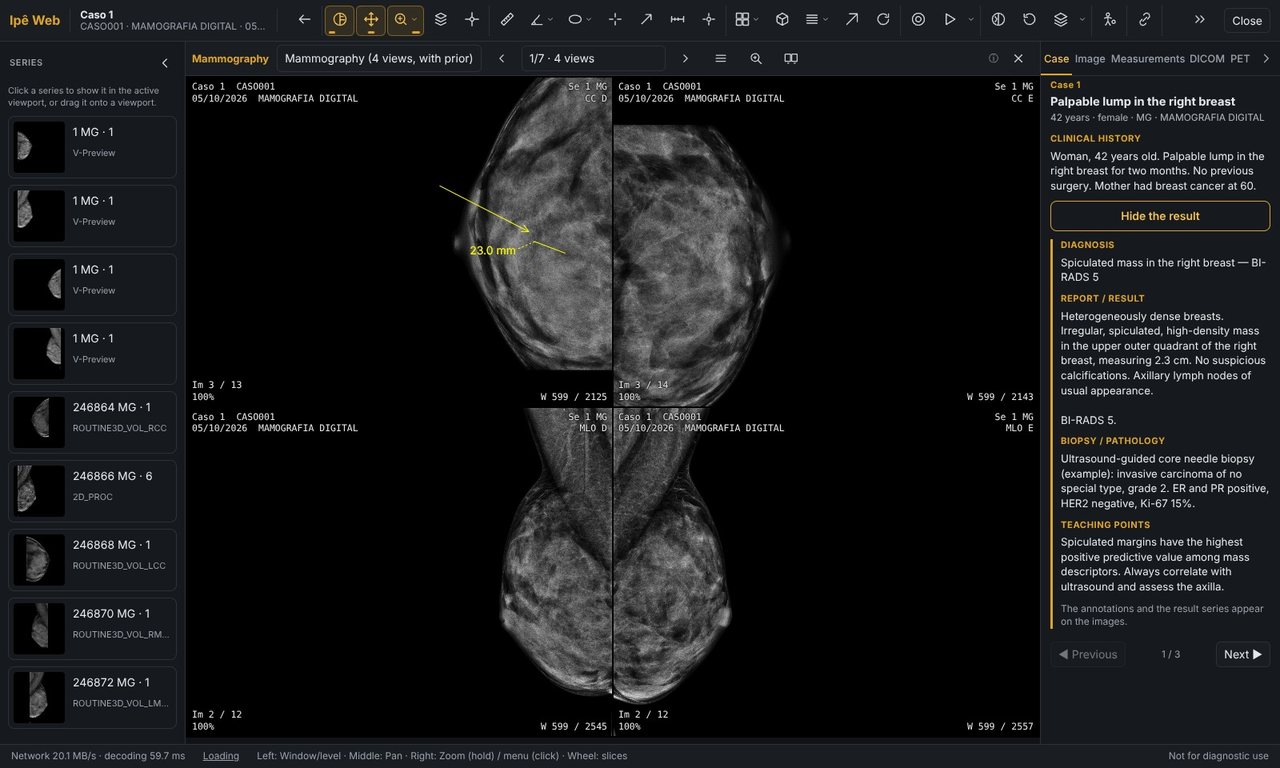 Ipê Web
Caso 1
CASO001 · MAMOGRAFIA DIGITAL · 05...
Close
SERIES
Click a series to show it in the active
viewport, or drag it onto a viewport.
1 MG · 1
V-Preview
1 MG · 1
V-Preview
1 MG · 1
V-Preview
1 MG · 1
V-Preview
246864 MG · 1
ROUTINE3D_VOL_RCC
246866 MG · 6
2D_PROC
246868 MG · 1
ROUTINE3D_VOL_LCC
246870 MG · 1
ROUTINE3D_VOL_RM...
246872 MG · 1
ROUTINE3D_VOL_LM...
Mammography
Mammography (4 views, with prior)
1/7 · 4 views
Caso 1 CASO001
05/10/2026 MAMOGRAFIA DIGITAL
Se 1 MG
CC D
23.0 mm
Im 3 / 13
100%
W 599 / 2125
Caso 1 CASO001
05/10/2026 MAMOGRAFIA DIGITAL
Se 1 MG
CC E
Im 3 / 14
100%
W 599 / 2143
Caso 1 CASO001
05/10/2026 MAMOGRAFIA DIGITAL
Se 1 MG
MLO D
Im 2 / 12
100%
W 599 / 2545
Caso 1 CASO001
05/10/2026 MAMOGRAFIA DIGITAL
Se 1 MG
MLO E
Im 2 / 12
100%
W 599 / 2557
Case Image Measurements DICOM PET
Case 1
Palpable lump in the right breast
42 years · female · MG · MAMOGRAFIA DIGITAL
CLINICAL HISTORY
Woman, 42 years old. Palpable lump in the
right breast for two months. No previous
surgery. Mother had breast cancer at 60.
Hide the result
DIAGNOSIS
Spiculated mass in the right breast — BI-
RADS 5
REPORT / RESULT
Heterogeneously dense breasts.
Irregular, spiculated, high-density mass
in the upper outer quadrant of the right
breast, measuring 2.3 cm. No suspicious
calcifications. Axillary lymph nodes of
usual appearance.
BI-RADS 5.
BIOPSY / PATHOLOGY
Ultrasound-guided core needle biopsy
(example): invasive carcinoma of no
special type, grade 2. ER and PR positive,
HER2 negative, Ki-67 15%.
TEACHING POINTS
Spiculated margins have the highest
positive predictive value among mass
descriptors. Always correlate with
ultrasound and assess the axilla.
The annotations and the result series appear
on the images.
◀ Previous
1 / 3
Next ▶
Network 20.1 MB/s · decoding 59.7 ms
Loading
Left: Window/level · Middle: Pan · Right: Zoom (hold) / menu (click) · Wheel: slices
Not for diagnostic use